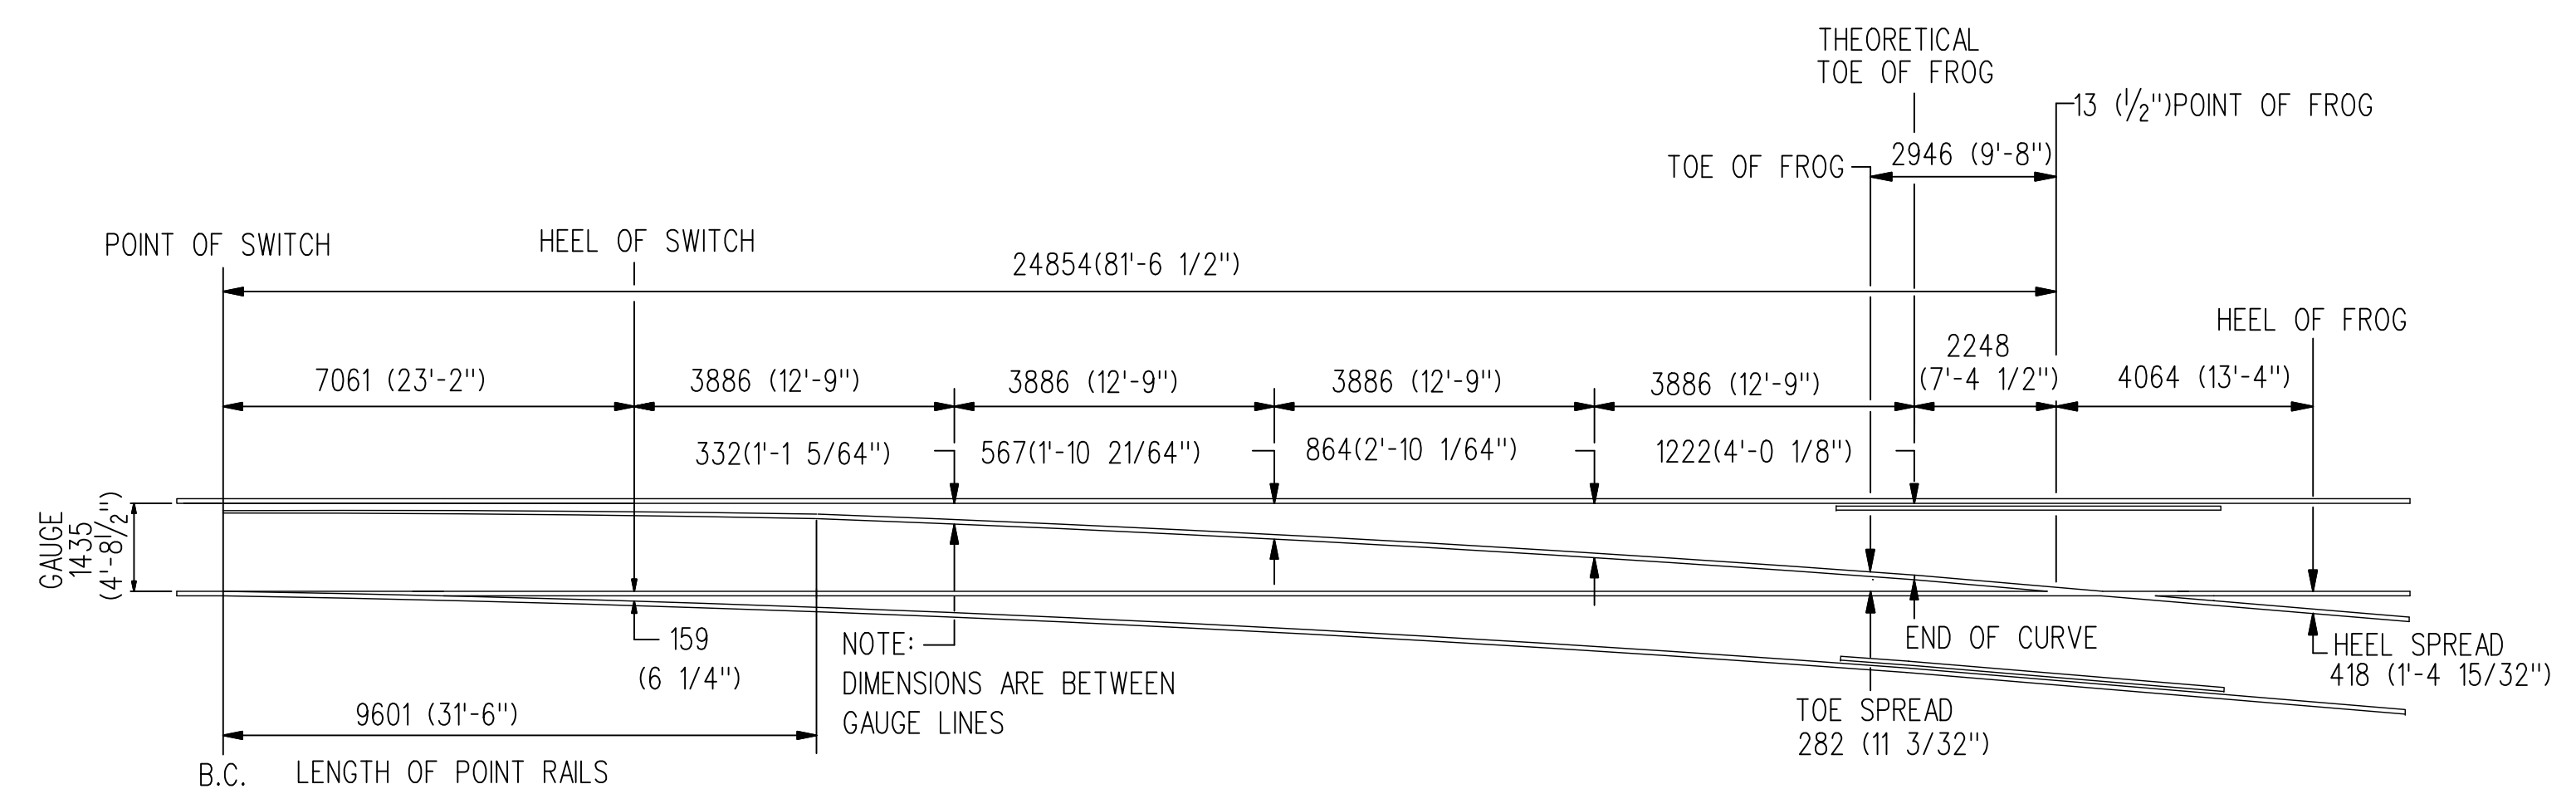 THEORETICAL
TOE OF FROG
13 (1/2")POINT OF FROG
TOE OF FROG
2946 (9'-8")
POINT OF SWITCH
HEEL OF SWITCH
24854(81'-6 1/2")
HEEL OF FROG
7061 (23'-2")
3886 (12'-9")
3886 (12'-9")
3886 (12'-9")
3886 (12'-9")
2248
(7'-4 1/2")
4064 (13'-4")
332(1'-1 5/64")
567(1'-10 21/64")
864(2'-10 1/64")
1222(4'-0 1/8")
GAUGE
1435
(4'-8 1/2")
159
(6 1/4")
NOTE:
DIMENSIONS ARE BETWEEN
GAUGE LINES
END OF CURVE
HEEL SPREAD
418 (1'-4 15/32")
TOE SPREAD
282 (11 3/32")
9601 (31'-6")
B.C.
LENGTH OF POINT RAILS